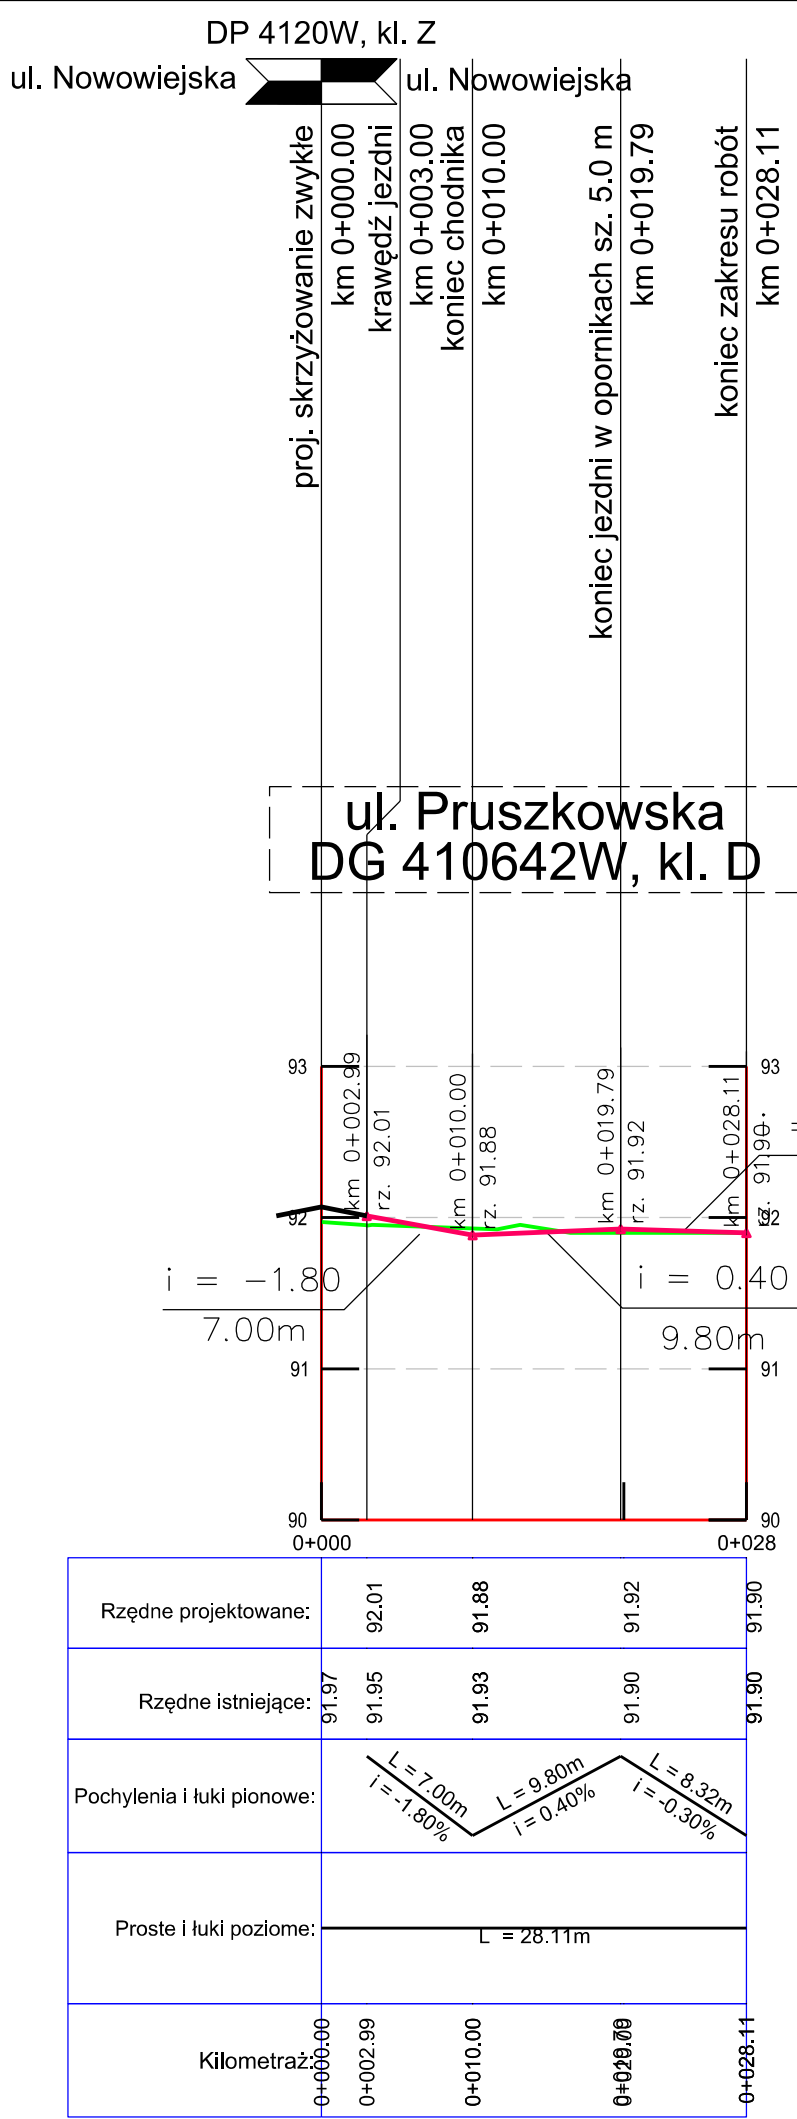 DP 4120W, kl. Z
ul. Nowowiejska
ul. Nowowiejska
proj. skrzyżowanie zwykłe
km 0+000.00
krawędź jezdni
km 0+003.00
koniec chodnika
km 0+010.00
koniec jezdni w opornikach sz. 5.0 m
km 0+019.79
koniec zakresu robót
km 0+028.11
ul. Pruszkowska
DG 410642W, kl. D
93
93
km 0+002.99
rz. 92.01
km 0+010.00
rz. 91.88
km 0+019.79
rz. 91.92
km 0+028.11
rz. 91.90
92
92
i = -1.80
7.00m
i = 0.40
9.80m
91
91
90
90
0+000
0+028
Rzędne projektowane:
92.01
91.88
91.92
91.90
Rzędne istniejące:
91.97
91.95
91.93
91.90
91.90
Pochylenia i łuki pionowe:
L = 7.00m
i = -1.80%
L = 9.80m
i = 0.40%
L = 8.32m
i = -0.30%
Proste i łuki poziome:
L = 28.11m
Kilometraż:
0+000.00
0+002.99
0+010.00
0+028.11